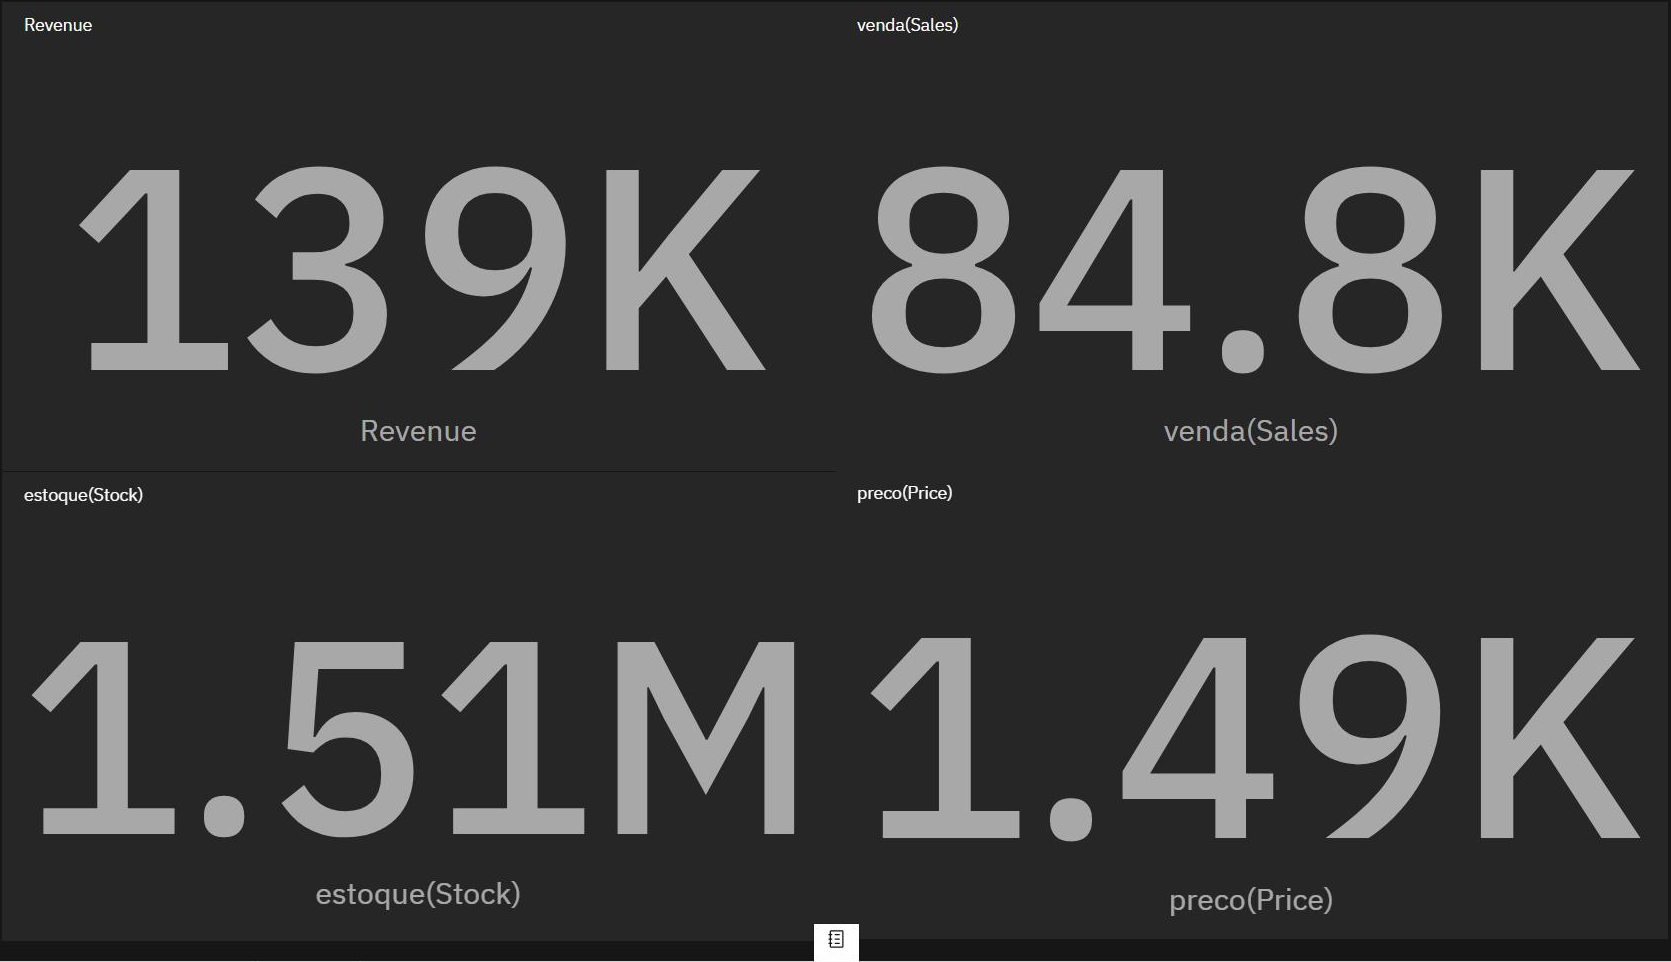 Revenue
139K
Revenue
venda(Sales)
84.8K
venda(Sales)
estoque(Stock)
1.51M
estoque(Stock)
preco(Price)
1.49K
preco(Price)